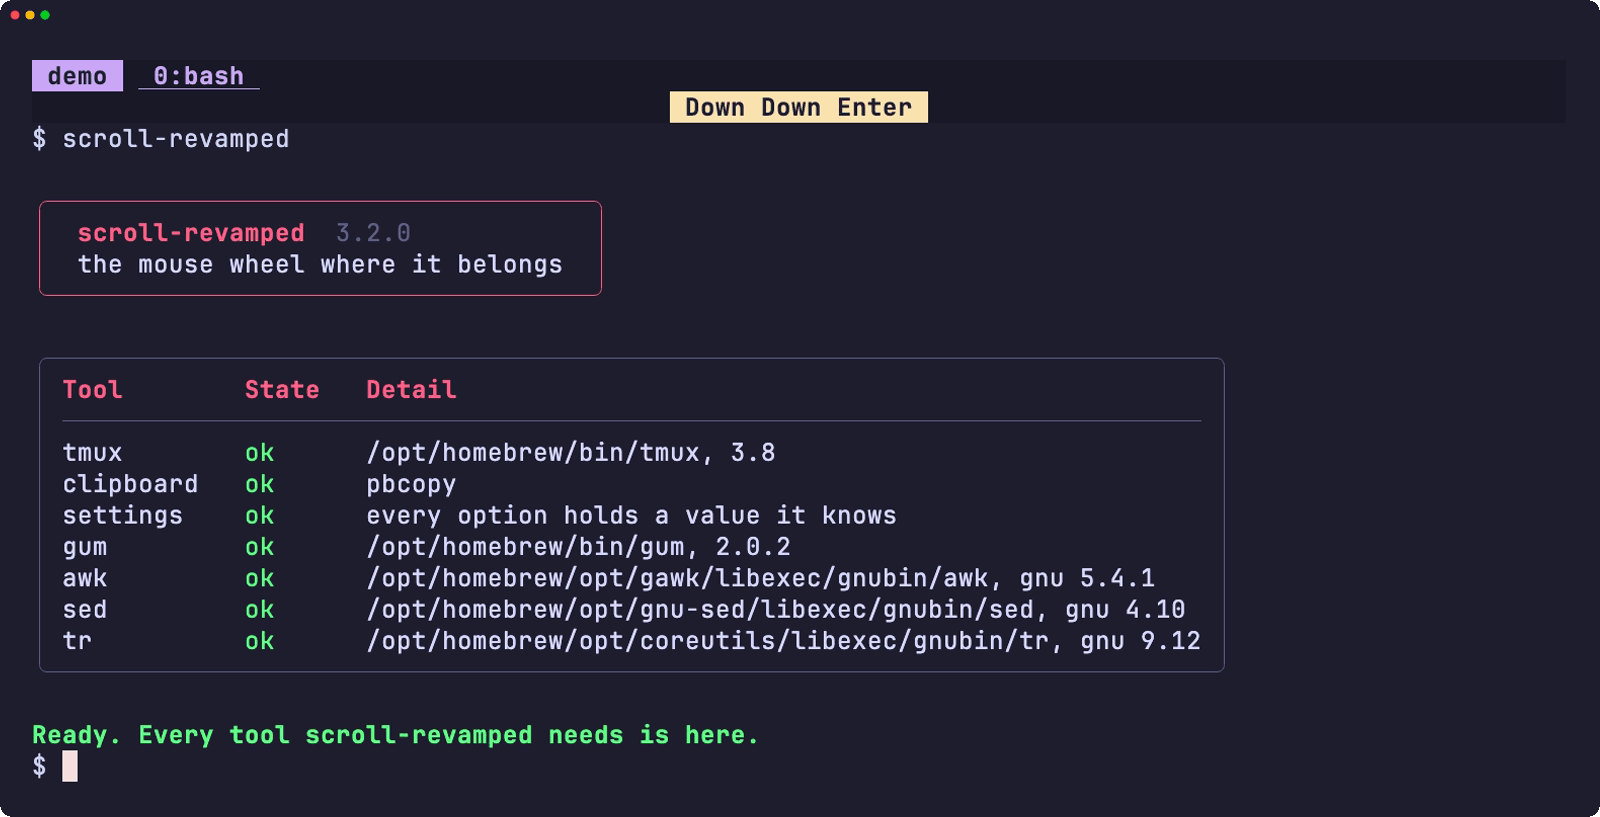 demo 0:bash
Down Down Enter
$ scroll-revamped
scroll-revamped 3.2.0
the mouse wheel where it belongs
Tool State Detail
tmux ok /opt/homebrew/bin/tmux, 3.8
clipboard ok pbcopy
settings ok every option holds a value it knows
gum ok /opt/homebrew/bin/gum, 2.0.2
awk ok /opt/homebrew/opt/gawk/libexec/gnubin/awk, gnu 5.4.1
sed ok /opt/homebrew/opt/gnu-sed/libexec/gnubin/sed, gnu 4.10
tr ok /opt/homebrew/opt/coreutils/libexec/gnubin/tr, gnu 9.12
Ready. Every tool scroll-revamped needs is here.
$